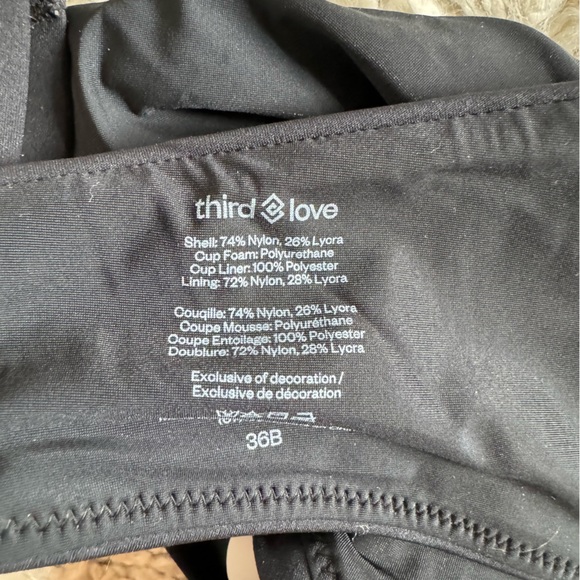 third love
Shell: 74% Nylon, 26% Lycra
Cup Foam: Polyurethane
Cup Liner: 100% Polyester
Lining: 72% Nylon, 28% Lycra
Couqille: 74% Nylon, 26% Lycra
Coupe Mousse: Polyuréthane
Coupe Entoilage: 100% Polyester
Doublure: 72% Nylon, 28% Lycra
Exclusive of decoration /
Exclusive de décoration
36B